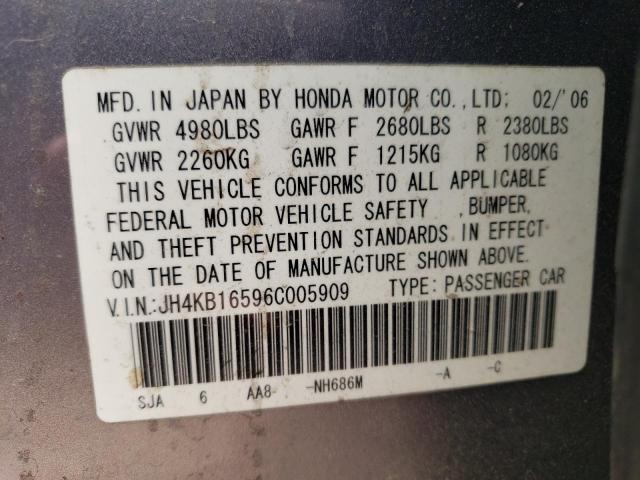 MFD. IN JAPAN BY HONDA MOTOR CO., LTD: 02/'06
GVWR 4980LBS GAWR F 2680LBS R 2380LBS
GVWR 2260KG GAWR F 1215KG R 1080KG
THIS VEHICLE CONFORMS TO ALL APPLICABLE
FEDERAL MOTOR VEHICLE SAFETY ,BUMPER,
AND THEFT PREVENTION STANDARDS IN EFFECT
ON THE DATE OF MANUFACTURE SHOWN ABOVE.
V.I.N.:JH4KB16596C005909 TYPE: PASSENGER CAR
SJA 6 AA8- -NH686M -A -C